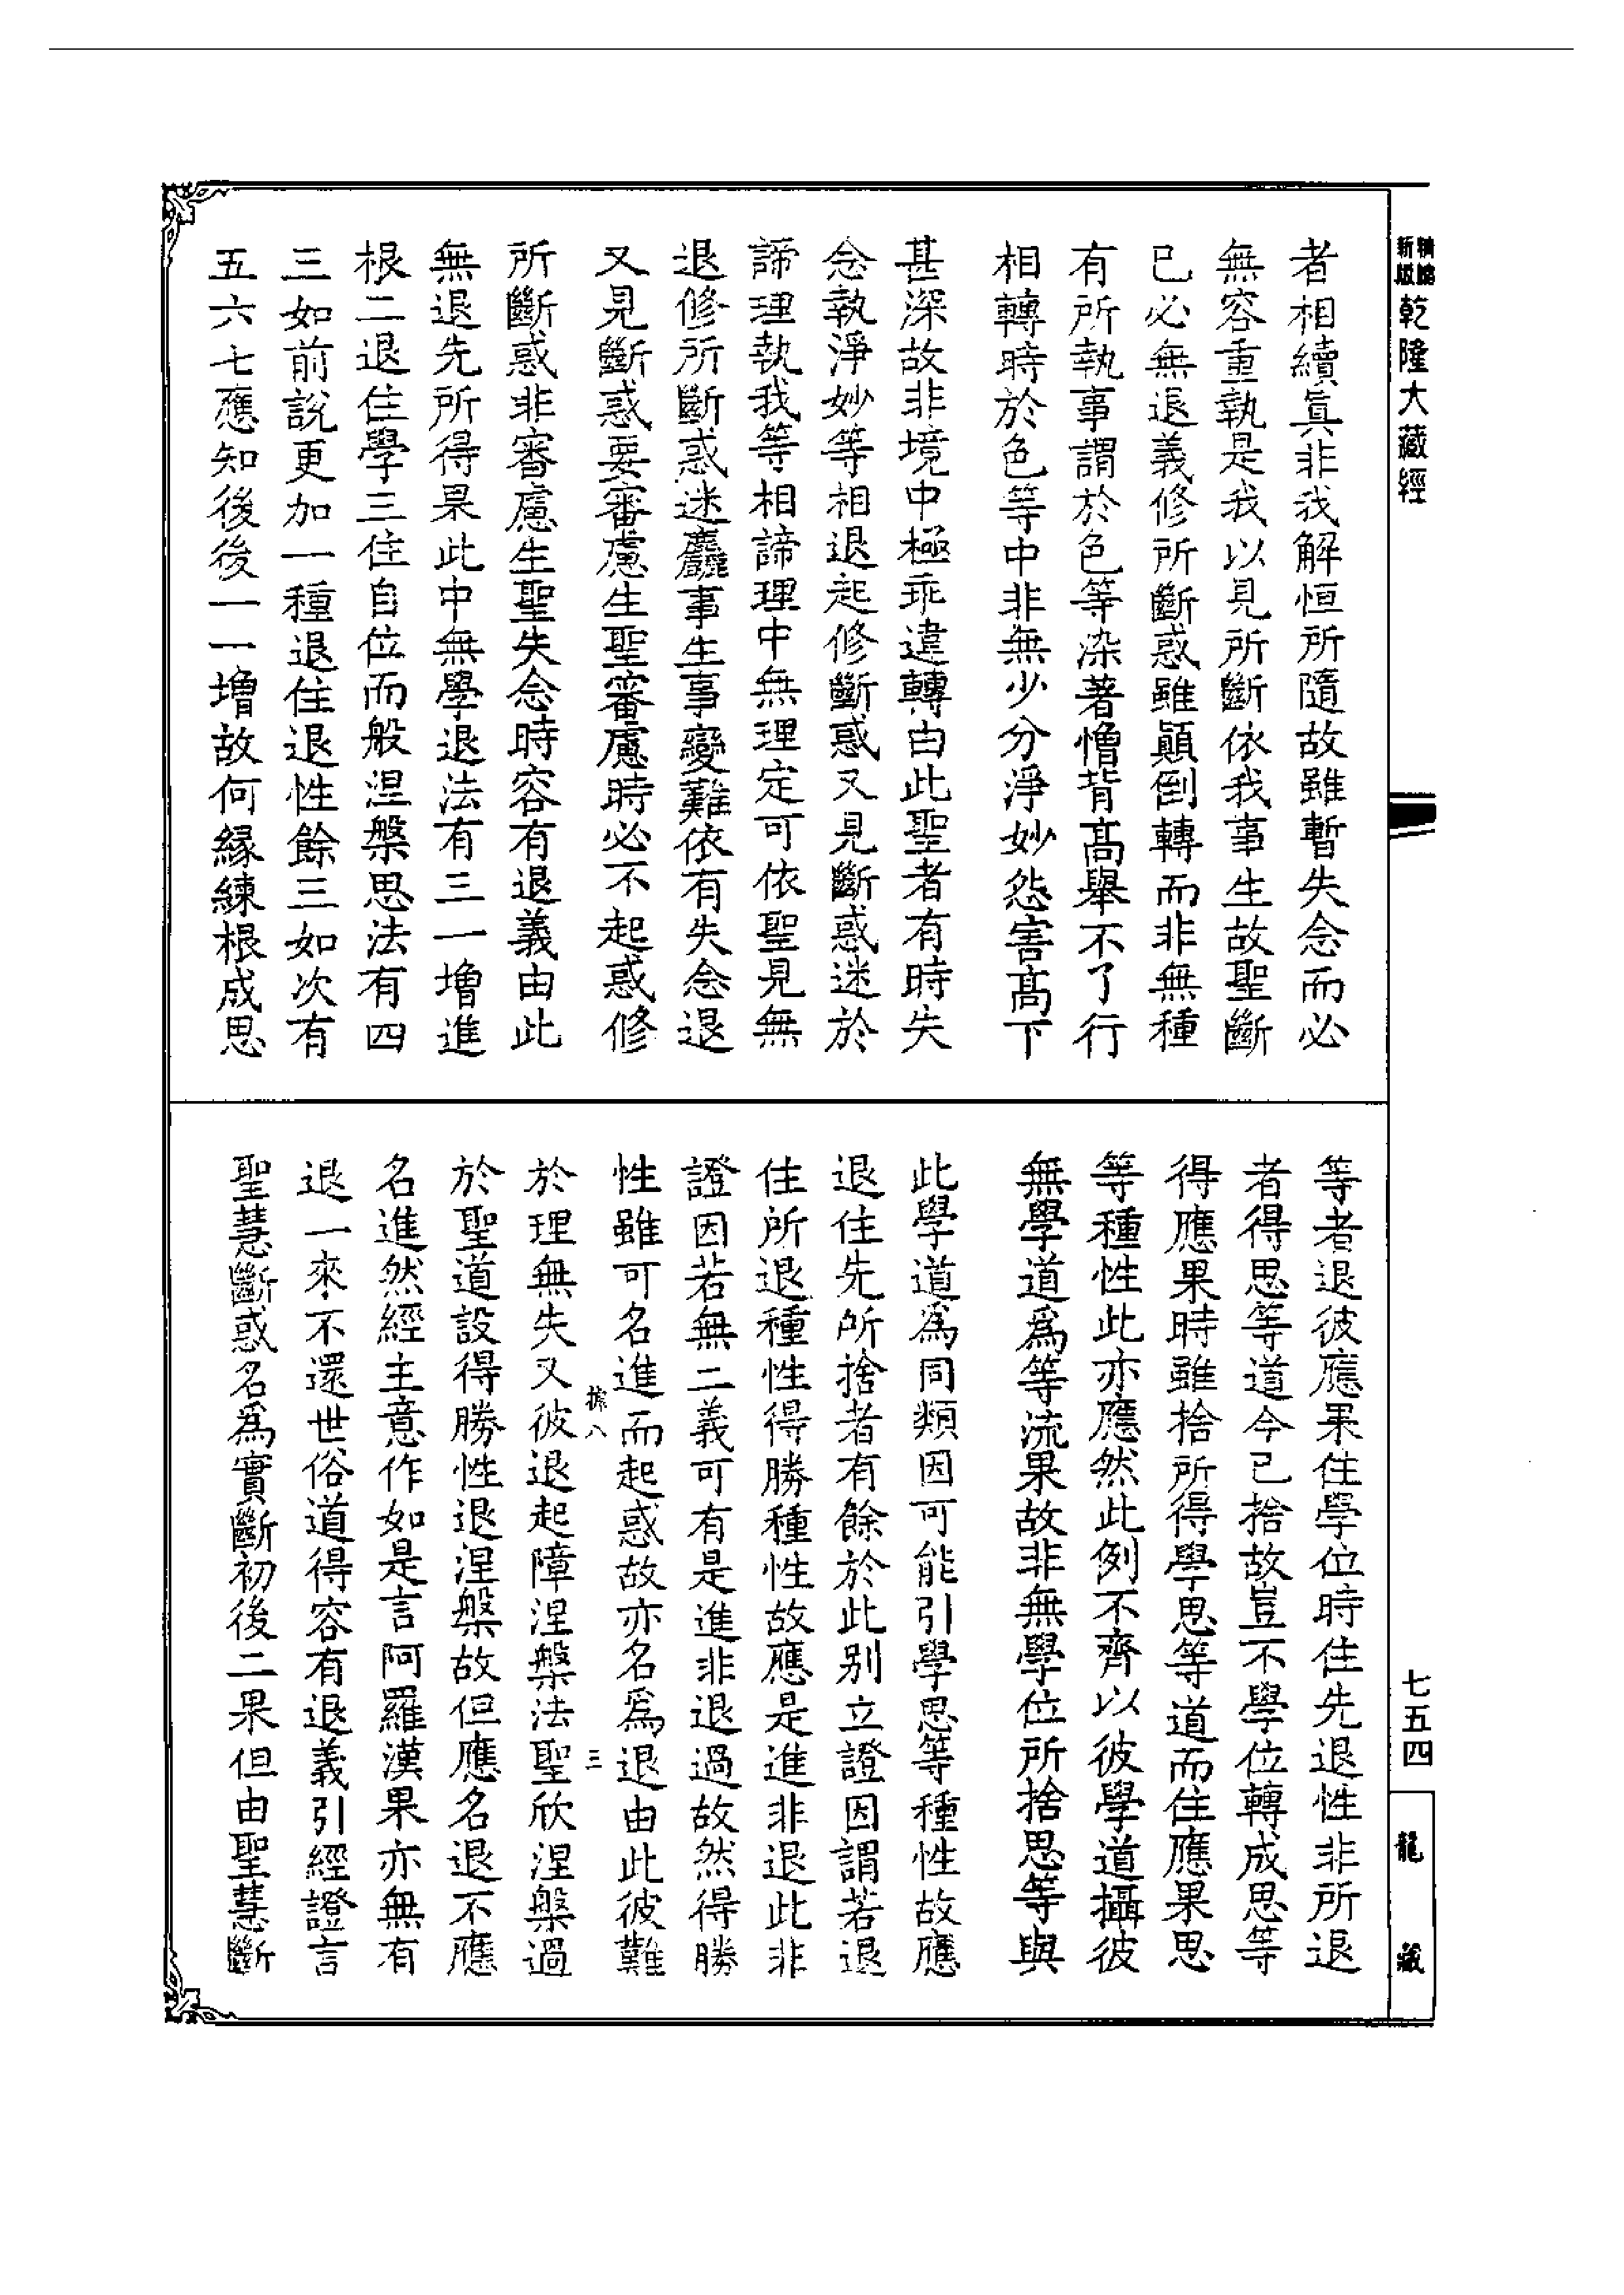 精縮
新版
乾隆大藏經
者相續眞非我解恒所隨故雖暫失念而必
無容重執是我以見所斷依我事生故聖斷
已必無退義修所斷惑雖顚倒轉而非無種
有所執事謂於色等染著憎背髙舉不了行
相轉時於色等中非無少分淨妙怨害髙下
甚深故非境中極乖違轉由此聖者有時失
念執淨妙等相退起修斷惑又見斷惑迷於
諦理執我等相諦理中無理定可依聖見無
退修所斷惑迷麤事生事變難依有失念退
又見斷惑要審慮生聖審慮時必不起惑修
所斷惑非審慮生聖失念時容有退義由此
無退先所得果此中無學退法有三一增進
根二退住學三住自位而般涅槃思法有四
三如前說更加一種退住退性餘三如次有
五六七應知後後一一增故何緣練根成思
等者退彼應果住學位時住先退性非所退
者得思等道今已捨故豈不學位轉成思等
得應果時雖捨所得學思等道而住應果思
等種性此亦應然此例不齊以彼學道攝彼
無學道爲等流果故非無學位所捨思等與
此學道爲同類因可能引學思等種性故應
退住先所捨者有餘於此别立證因謂若退
住所退種性得勝種性故應是進非退此非
證因若無二義可有是進非退過故然得勝
性雖可名進而起惑故亦名爲退由此彼難
據八
三
於理無失又彼退起障涅槃法聖欣涅槃過
於聖道設得勝性退涅槃故但應名退不應
名進然經主意作如是言阿羅漢果亦無有
退一來不還世俗道得容有退義引經證言
聖慧斷惑名爲實斷初後二果但由聖慧斷
七五四
龍藏